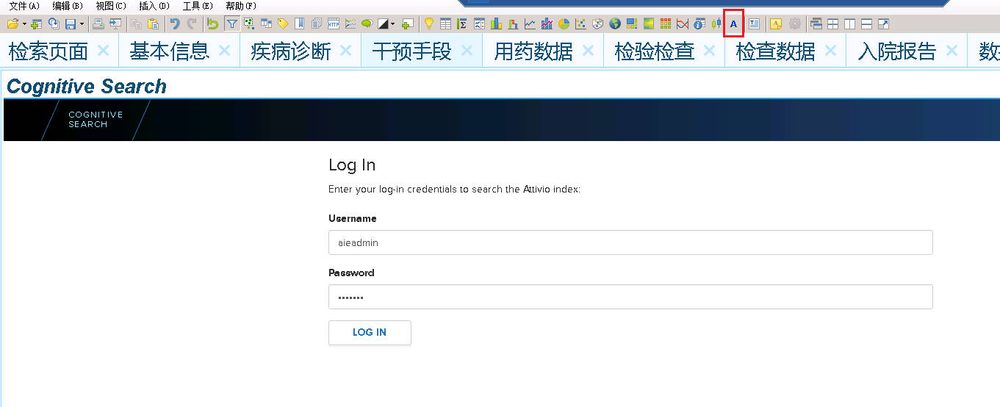 文件(A) 编辑(B) 视图(C) 插入(D) 工具(E) 帮助(F)
HTTP A
检索页面 基本信息 疾病诊断 干预手段 用药数据 检验检查 检查数据 入院报告
Cognitive Search
COGNITIVE
SEARCH
Log In
Enter your log-in credentials to search the Attivio index:
Username
aieadmin
Password
•••••••
LOG IN